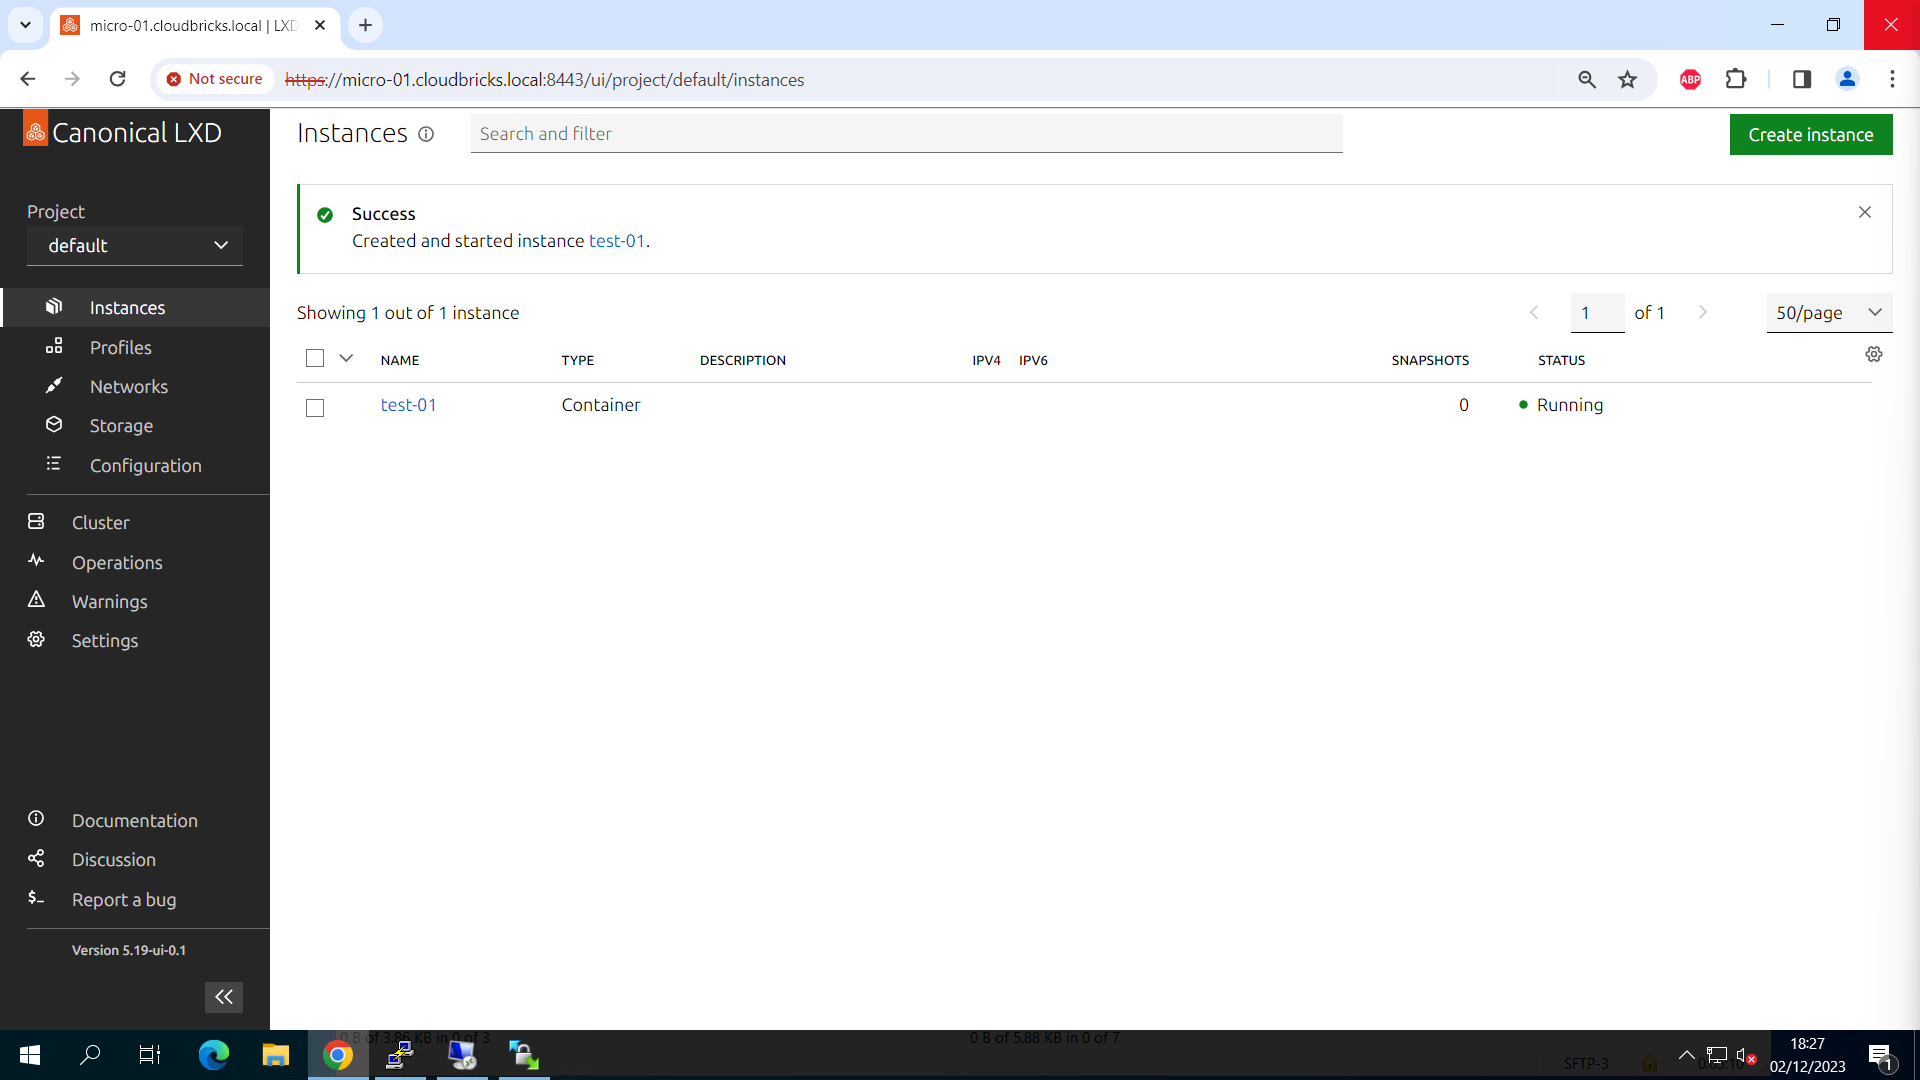 micro-01.cloudbricks.local | LXD
Not secure
https://micro-01.cloudbricks.local:8443/ui/project/default/instances
ABP
Canonical LXD
Instances
Search and filter
Create instance
Success
Created and started instance test-01.
Project
default
Instances
Profiles
Networks
Storage
Configuration
Cluster
Operations
Warnings
Settings
Documentation
Discussion
Report a bug
Version 5.19-ui-0.1
Showing 1 out of 1 instance
1
of 1
50/page
NAME
TYPE
DESCRIPTION
IPV4
IPV6
SNAPSHOTS
STATUS
test-01
Container
0
Running
0 B of 3.86 KB in 0 of 3
0 B of 5.88 KB in 0 of 7
SFTP-3
18:27
02/12/2023
1